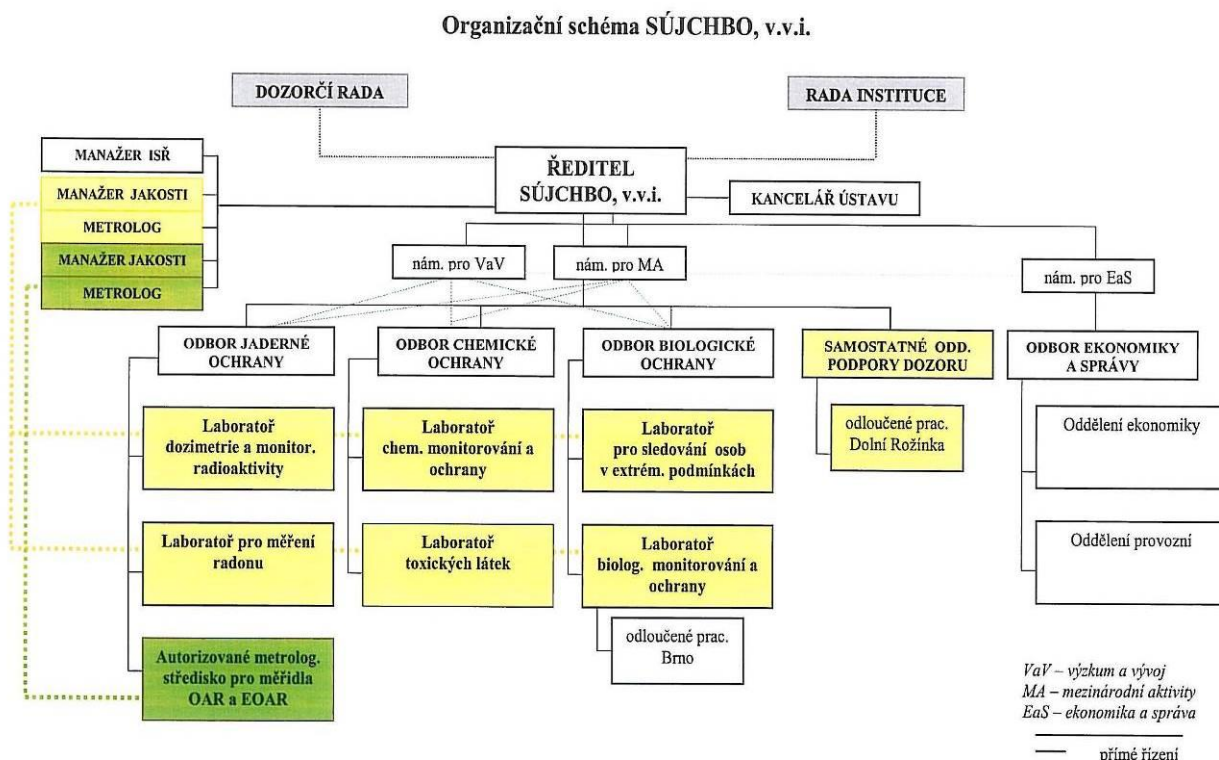 Organizační schéma SÚJCHBO, v.v.i.
DOZORČÍ RADA
RADA INSTITUCE
MANAŽER ISŘ
MANAŽER JAKOSTI
METROLOG
MANAŽER JAKOSTI
METROLOG
ŘEDITEL
SÚJCHBO, v.v.i.
KANCELÁŘ ÚSTAVU
nám. pro VaV
nám. pro MA
nám. pro EaS
ODBOR JADERNÉ
OCHRANY
ODBOR CHEMICKÉ
OCHRANY
ODBOR BIOLOGICKÉ
OCHRANY
SAMOSTATNÉ ODD.
PODPORY DOZORU
ODBOR EKONOMIKY
A SPRÁVY
Laboratoř
dozimetrie a monitor.
radioaktivity
Laboratoř
chem. monitorování a
ochrany
Laboratoř
pro sledování osob
v extrém. podmínkách
odloučené prac.
Dolní Rožínka
Oddělení ekonomiky
Laboratoř pro měření
radonu
Laboratoř
toxických látek
Laboratoř
biolog. monitorování a
ochrany
Oddělení provozní
odloučené prac.
Brno
Autorizované metrolog.
středisko pro měřidla
OAR a EOAR
VaV – výzkum a vývoj
MA – mezinárodní aktivity
EaS – ekonomika a správa
přímé řízení